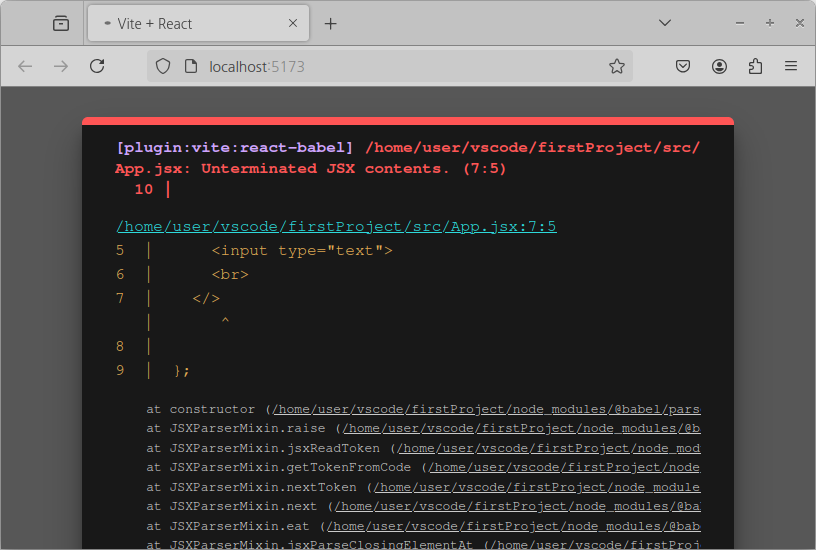 Vite + React
localhost:5173
[plugin:vite:react-babel] /home/user/vscode/firstProject/src/
App.jsx: Unterminated JSX contents. (7:5)
10 |
/home/user/vscode/firstProject/src/App.jsx:7:5
5 | <input type="text">
6 | <br>
7 | </>
| ^
8 |
9 | };
at constructor (/home/user/vscode/firstProject/node_modules/@babel/pars
at JSXParserMixin.raise (/home/user/vscode/firstProject/node_modules/@b
at JSXParserMixin.jsxReadToken (/home/user/vscode/firstProject/node_mod
at JSXParserMixin.getTokenFromCode (/home/user/vscode/firstProject/node_
at JSXParserMixin.nextToken (/home/user/vscode/firstProject/node_module
at JSXParserMixin.next (/home/user/vscode/firstProject/node_modules/@ba
at JSXParserMixin.eat (/home/user/vscode/firstProject/node_modules/@bab
at JSXParserMixin.jsxParseClosingElementAt (/home/user/vscode/firstProj